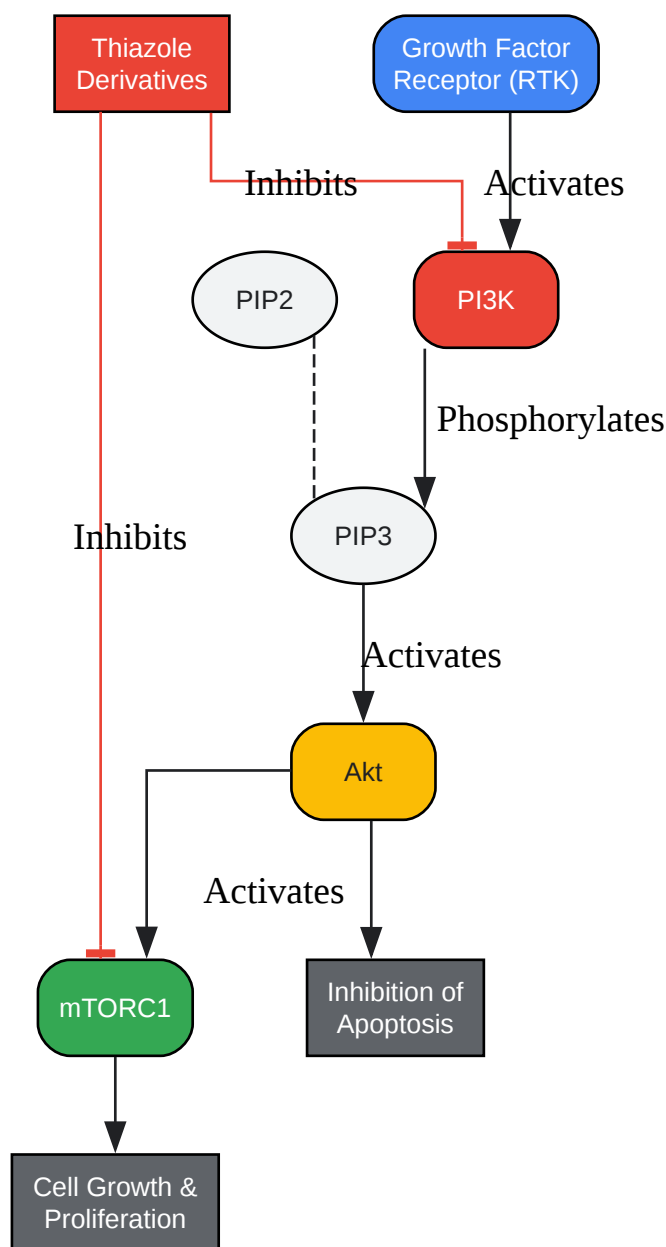 Thiazole
Derivatives
Growth Factor
Receptor (RTK)
Inhibits
Activates
PIP2
PI3K
Phosphorylates
Inhibits
PIP3
Activates
Akt
Activates
mTORC1
Inhibition of
Apoptosis
Cell Growth &
Proliferation